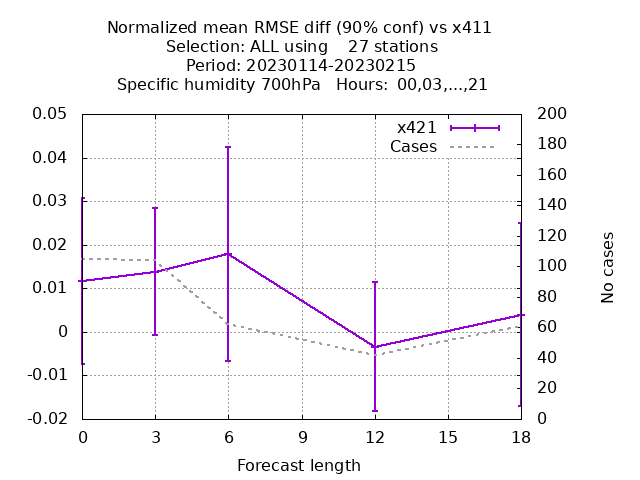 Normalized mean RMSE diff (90% conf) vs x411
Selection: ALL using    27 stations
Period: 20230114-20230215
Specific humidity 700hPa   Hours: 00,03,...,21
x421
Cases
0.05
0.04
0.03
0.02
0.01
0
-0.01
-0.02
200
180
160
140
120
100
80
60
40
20
0
No cases
0 3 6 9 12 15 18
Forecast length